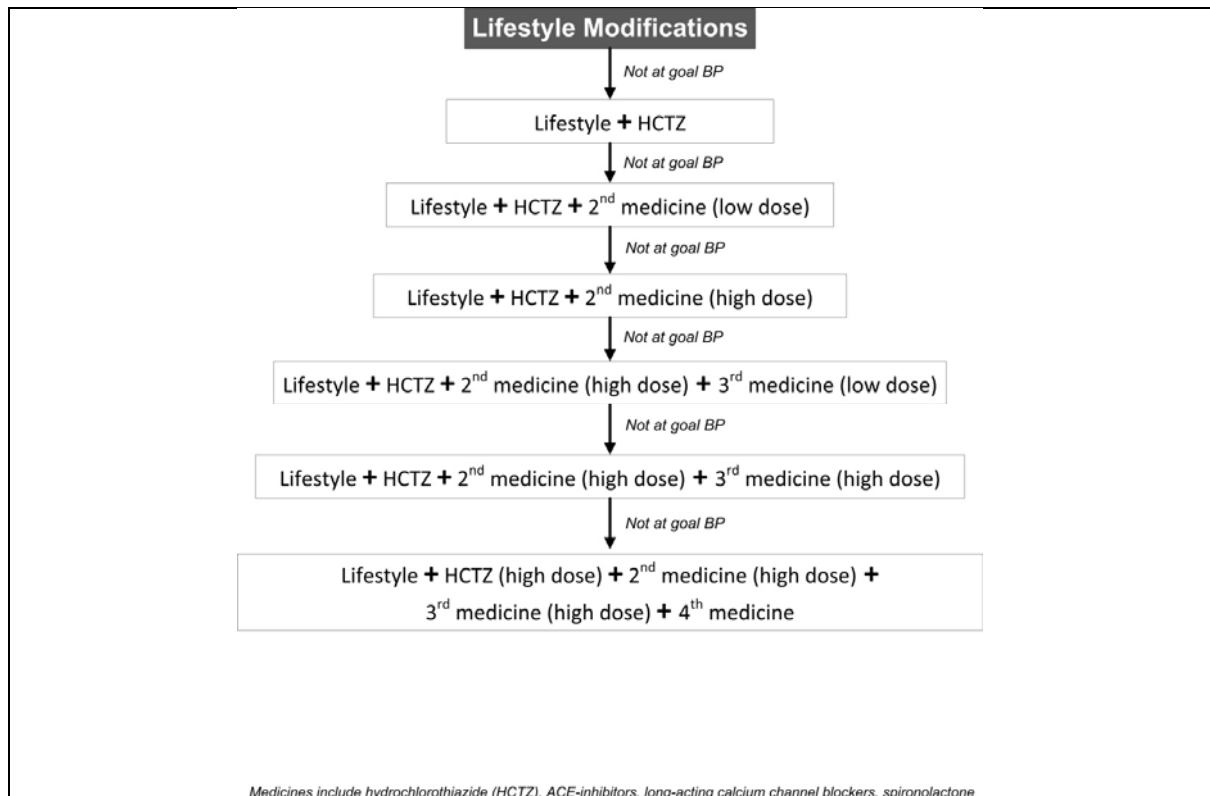 Lifestyle Modifications
Not at goal BP
Lifestyle + HCTZ
Not at goal BP
Lifestyle + HCTZ + 2nd medicine (low dose)
Not at goal BP
Lifestyle + HCTZ + 2nd medicine (high dose)
Not at goal BP
Lifestyle + HCTZ + 2nd medicine (high dose) + 3rd medicine (low dose)
Not at goal BP
Lifestyle + HCTZ + 2nd medicine (high dose) + 3rd medicine (high dose)
Not at goal BP
Lifestyle + HCTZ (high dose) + 2nd medicine (high dose) +
3rd medicine (high dose) + 4th medicine
Medicines include hydrochlorothiazide (HCTZ), ACE-inhibitors, long-acting calcium channel blockers, spironolactone